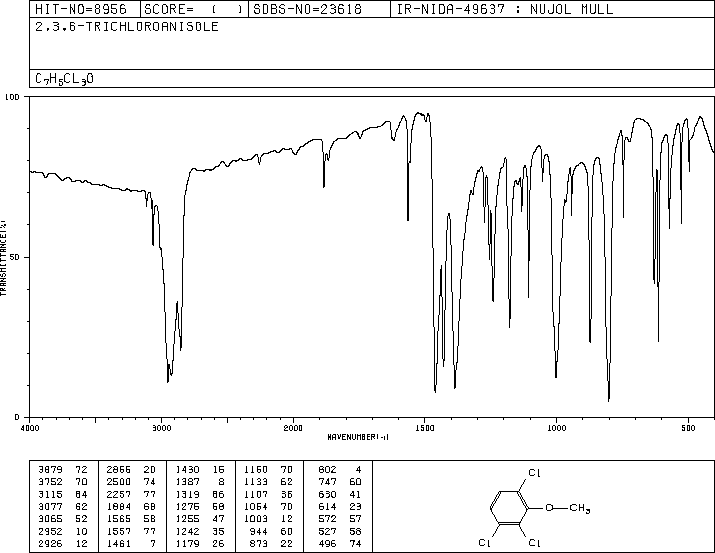 HIT-NO=8956 SCORE= ( ) SDBS-NO=23618 IR-NIDA-49637 : NUJOL MULL
2,3,6-TRICHLOROANISOLE
C7H5CL3O
100
50
0
TRANSMITTANCE(%)
4000 3000 2000 1500 1000 500
WAVENUMBER(-1)
3879 72 2866 20 1430 15 1160 70 802 4
3752 70 2500 74 1387 8 1133 62 747 60
3115 64 2257 77 1319 66 1107 36 630 41
3077 62 1884 68 1275 58 1054 70 614 23
3065 52 1565 58 1255 47 1003 12 572 57
2952 10 1557 77 1242 35 944 60 527 58
2926 12 1461 7 1179 26 873 22 496 74
Cl
O CH3
Cl Cl